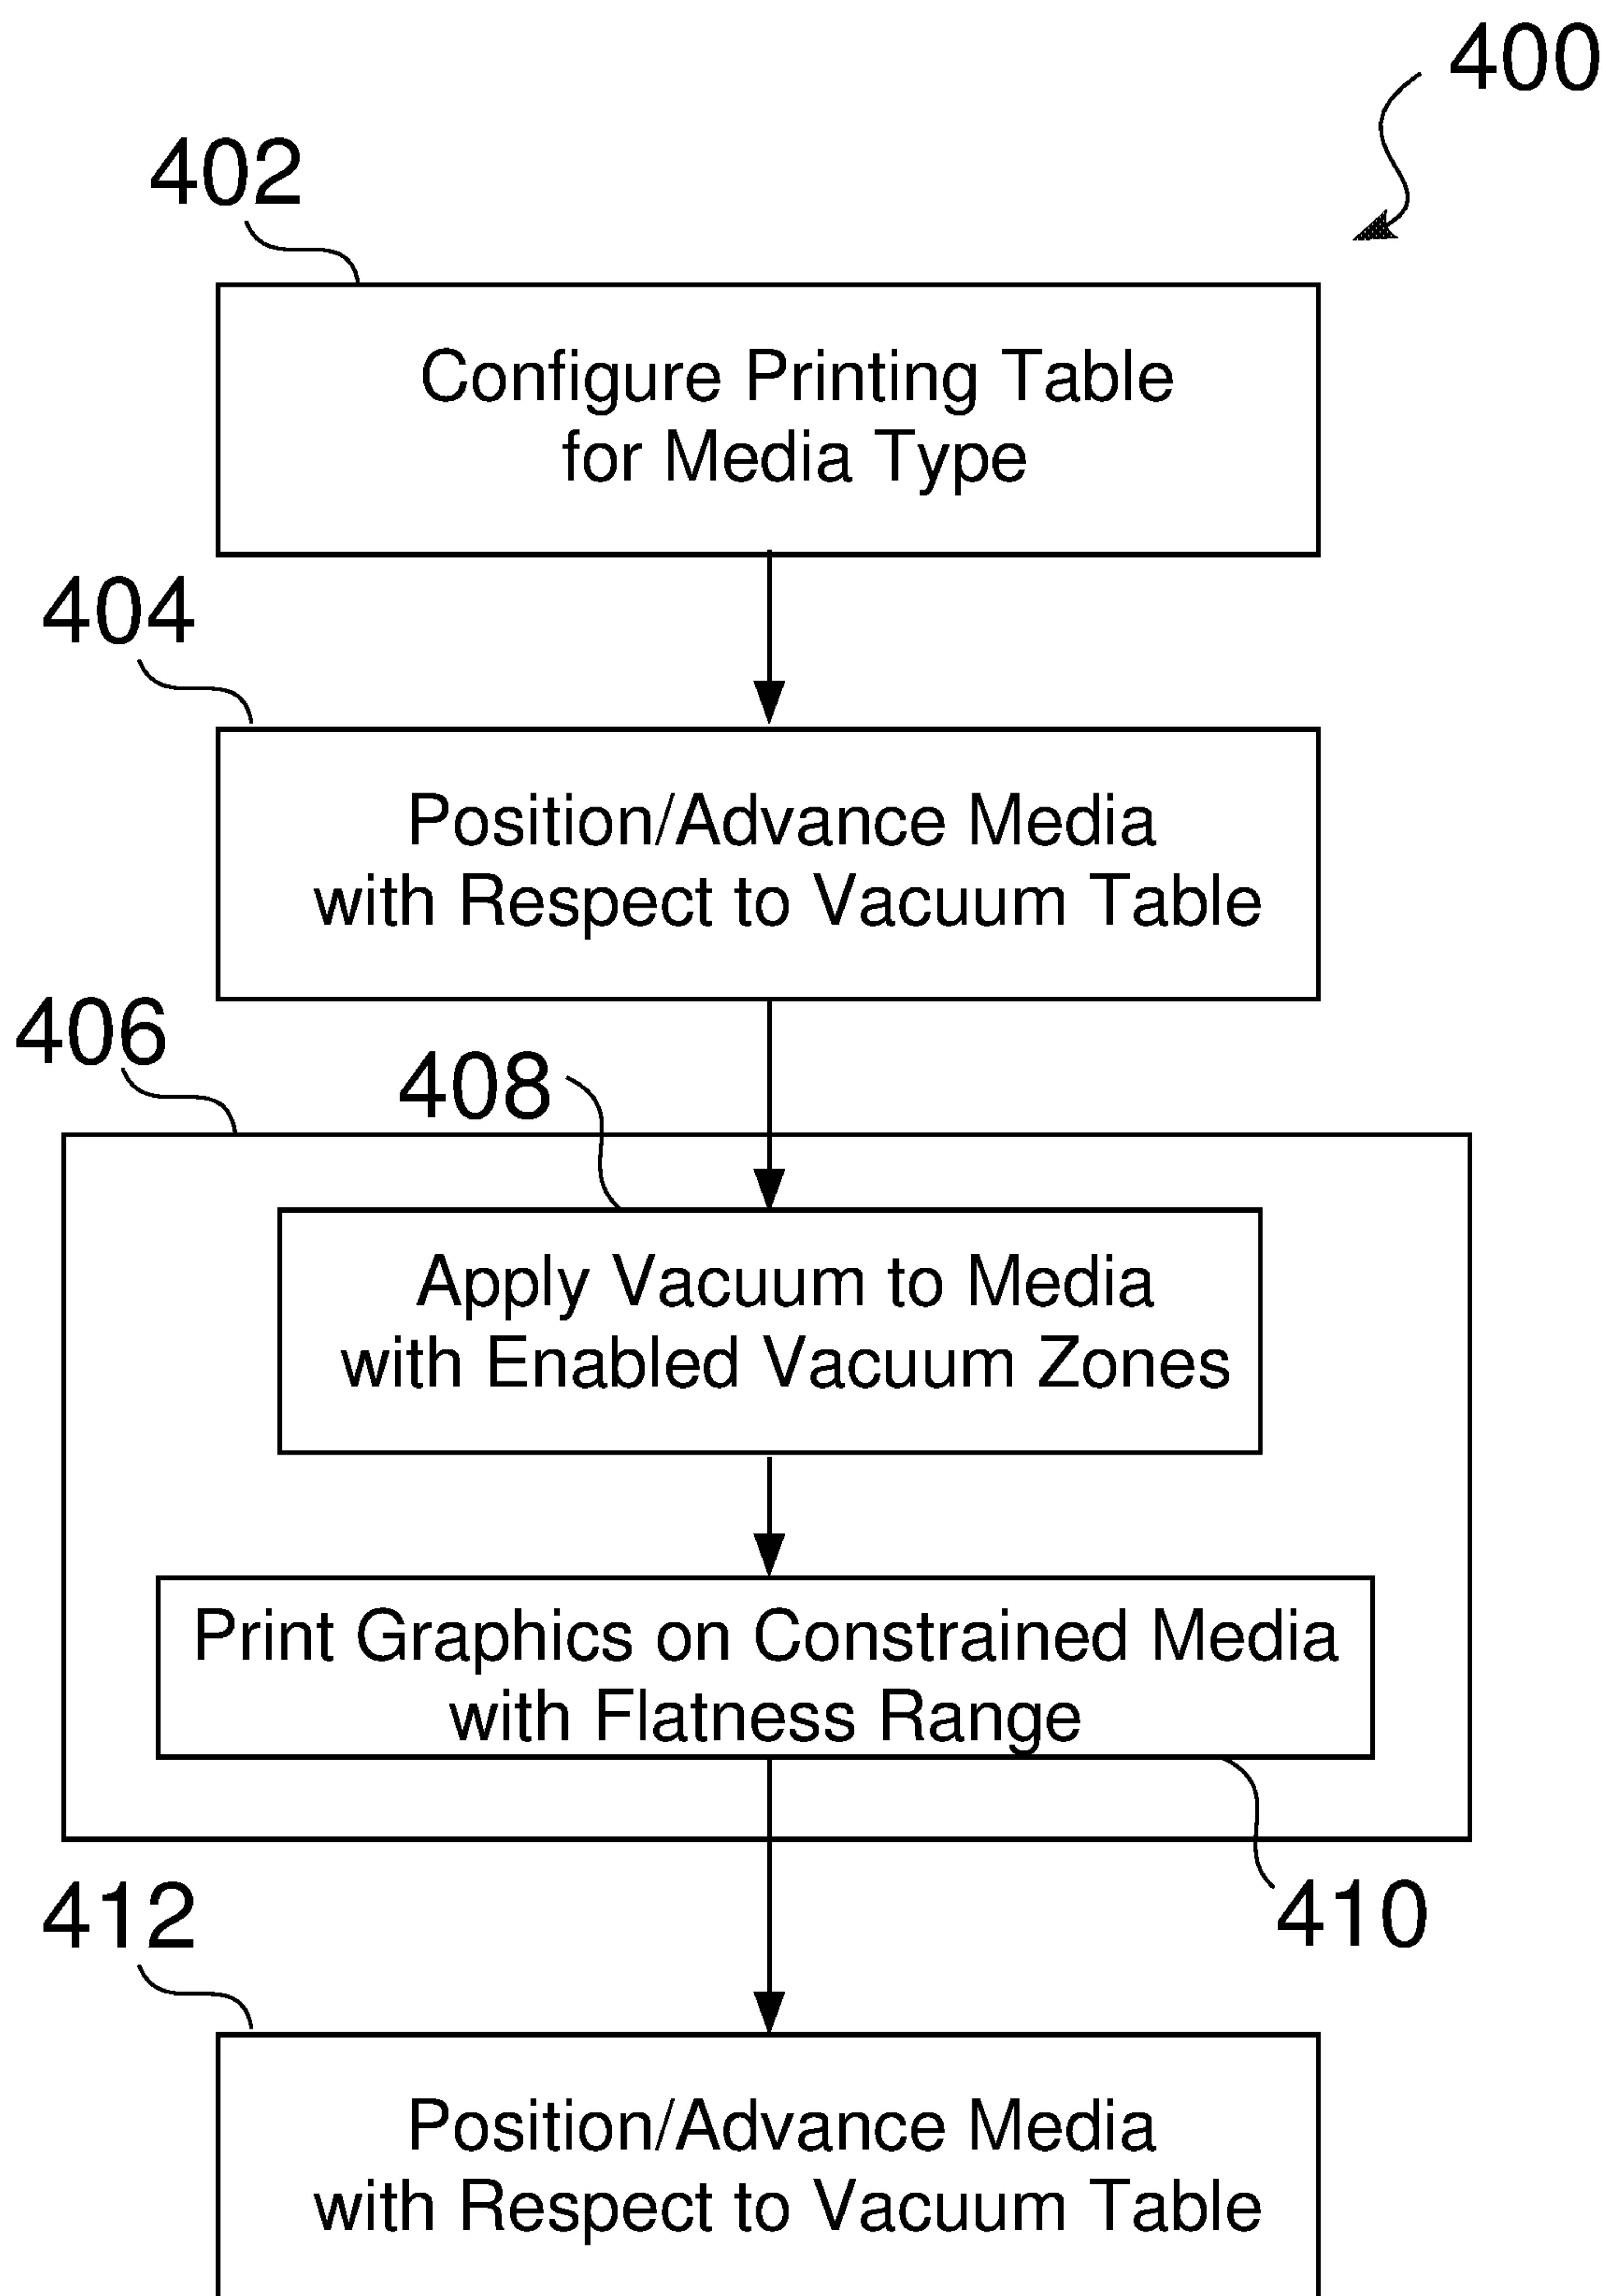 400
402
Configure Printing Table
for Media Type
404
Position/Advance Media
with Respect to Vacuum Table
406
408
Apply Vacuum to Media
with Enabled Vacuum Zones
Print Graphics on Constrained Media
with Flatness Range
410
412
Position/Advance Media
with Respect to Vacuum Table